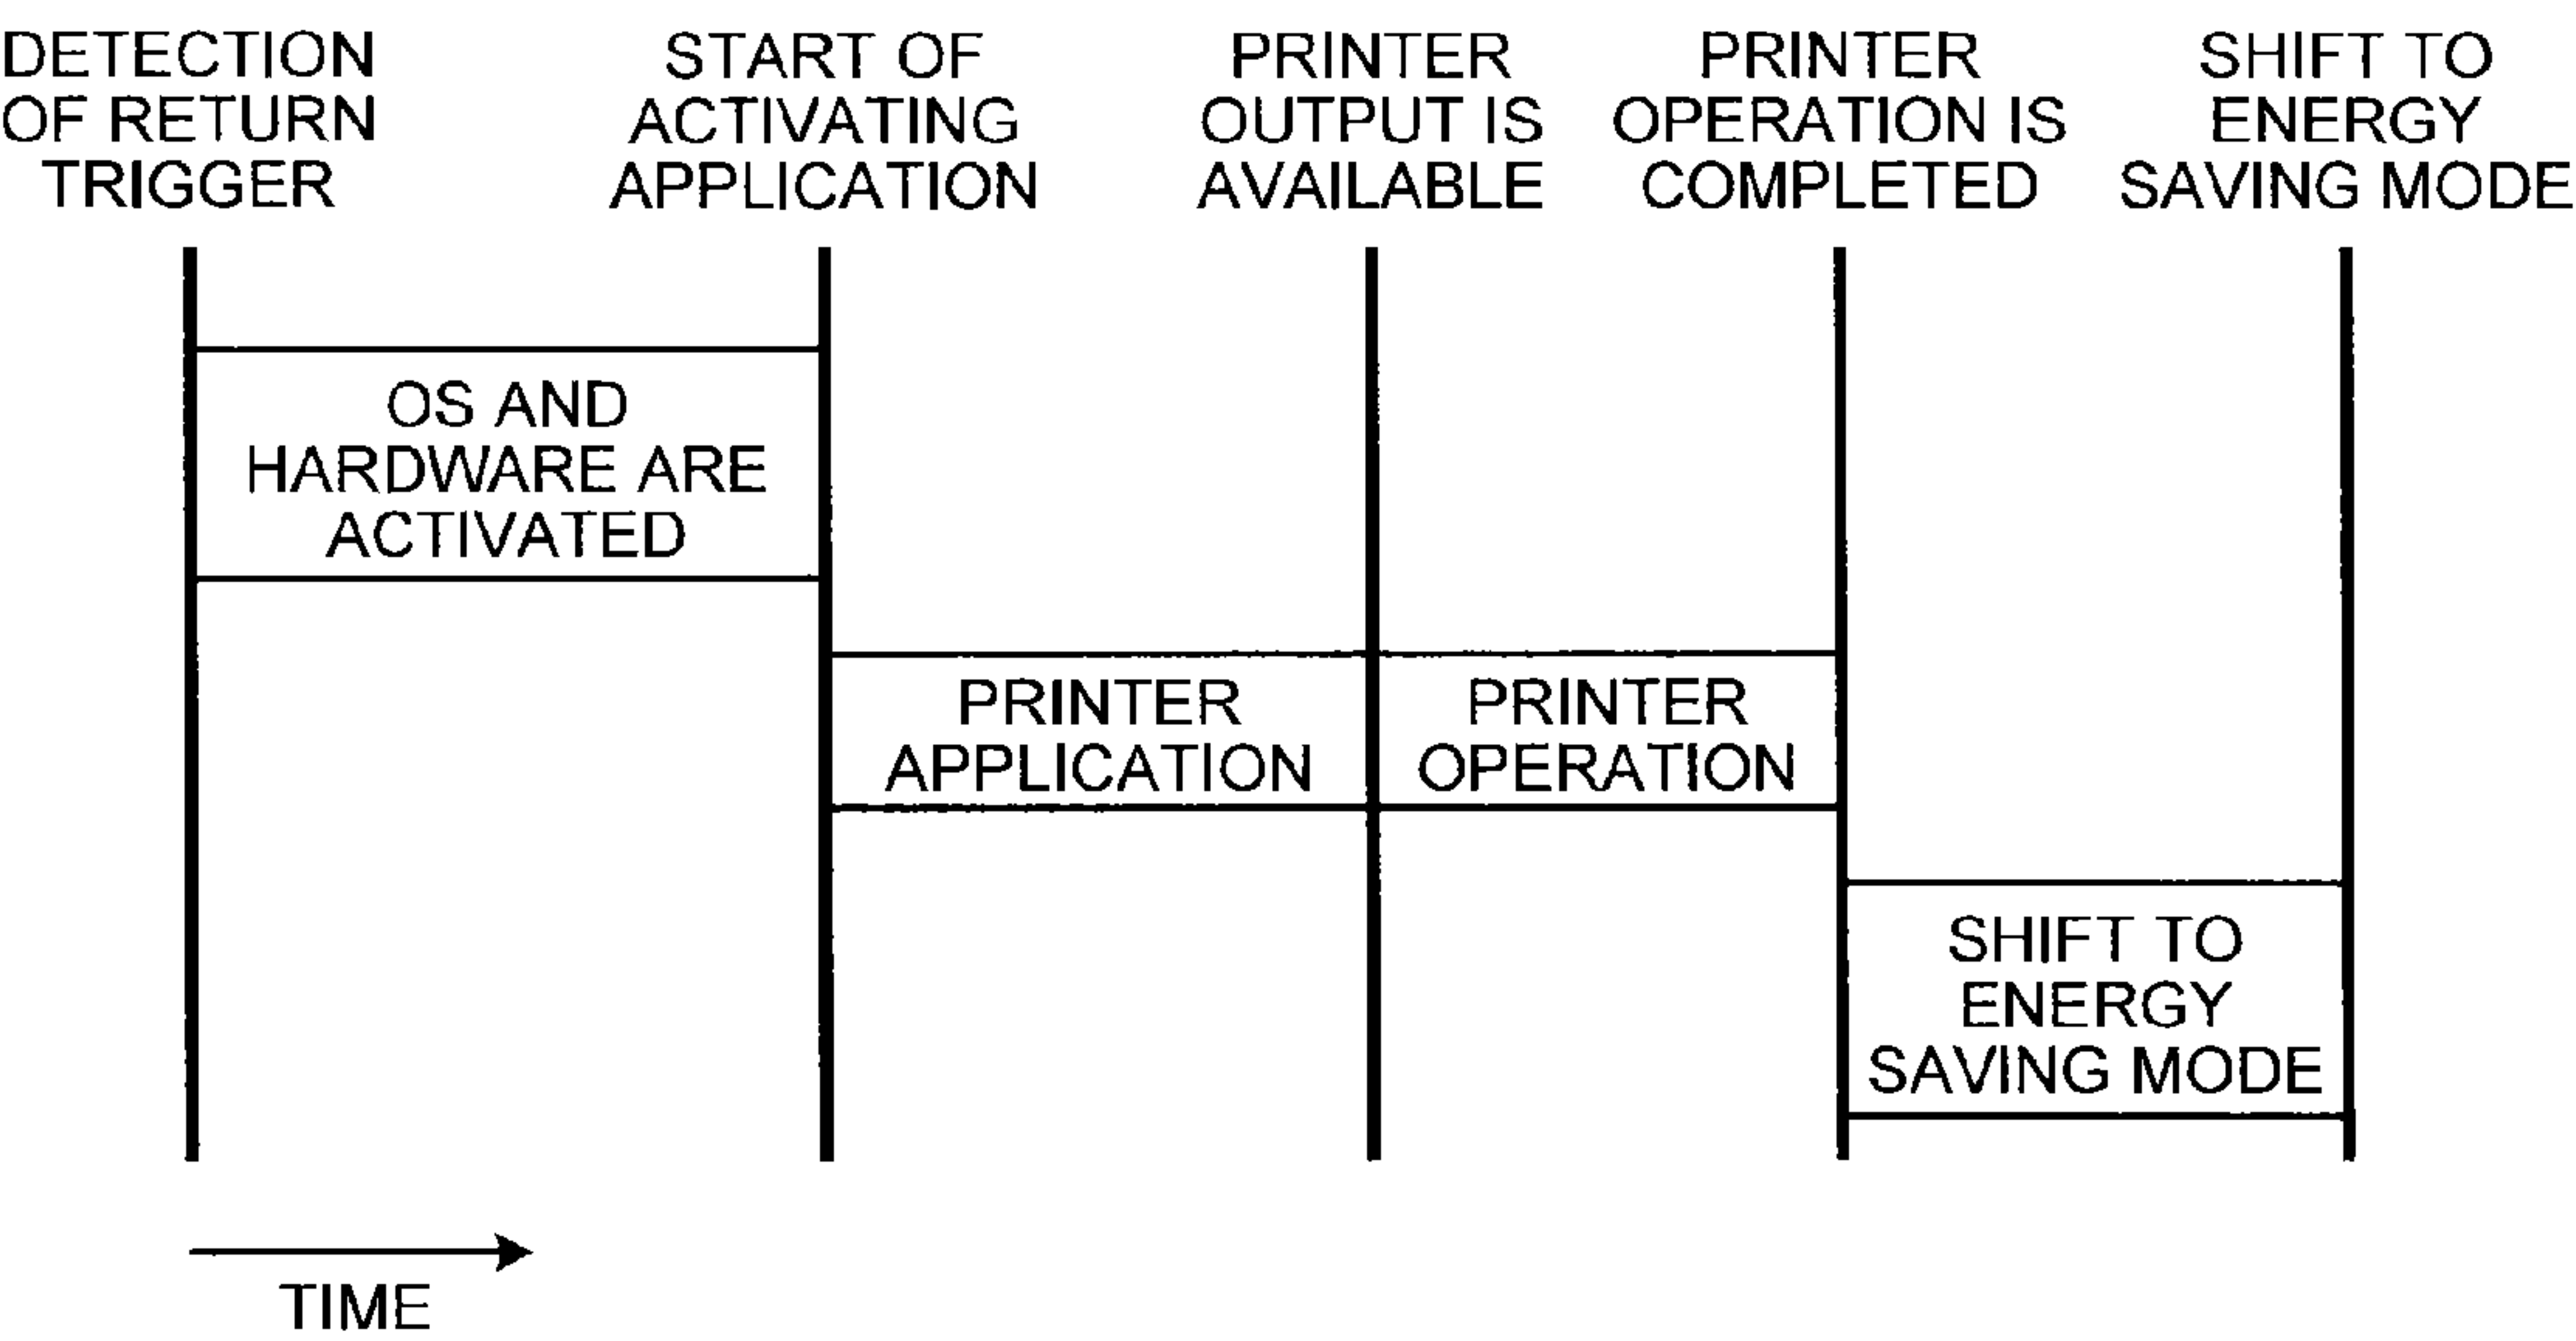 DETECTION
OF RETURN
TRIGGER
START OF
ACTIVATING
APPLICATION
PRINTER
OUTPUT IS
AVAILABLE
PRINTER
OPERATION IS
COMPLETED
SHIFT TO
ENERGY
SAVING MODE
OS AND
HARDWARE ARE
ACTIVATED
PRINTER
APPLICATION
PRINTER
OPERATION
SHIFT TO
ENERGY
SAVING MODE
TIME